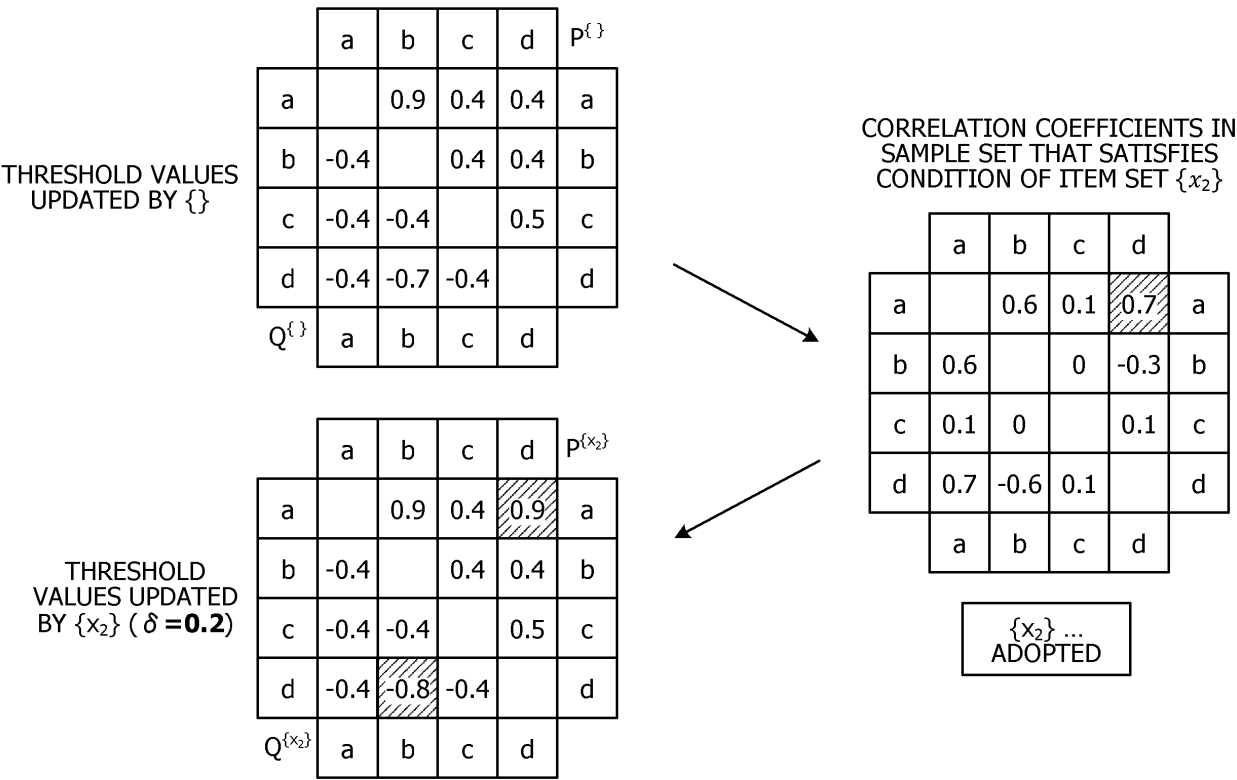 a b c d P{ }
a 0.9 0.4 0.4 a
b -0.4 0.4 0.4 b
c -0.4 -0.4 0.5 c
d -0.4 -0.7 -0.4 d
Q{ } a b c d
THRESHOLD VALUES
UPDATED BY {}
CORRELATION COEFFICIENTS IN
SAMPLE SET THAT SATISFIES
CONDITION OF ITEM SET {x₂}
a b c d
a 0.6 0.1 0.7 a
b 0.6 0 -0.3 b
c 0.1 0 0.1 c
d 0.7 -0.6 0.1 d
a b c d
{x₂} ...
ADOPTED
a b c d P{x₂}
a 0.9 0.4 0.9 a
b -0.4 0.4 0.4 b
c -0.4 -0.4 0.5 c
d -0.4 -0.8 -0.4 d
Q{x₂} a b c d
THRESHOLD
VALUES UPDATED
BY {x₂} ( δ =0.2)